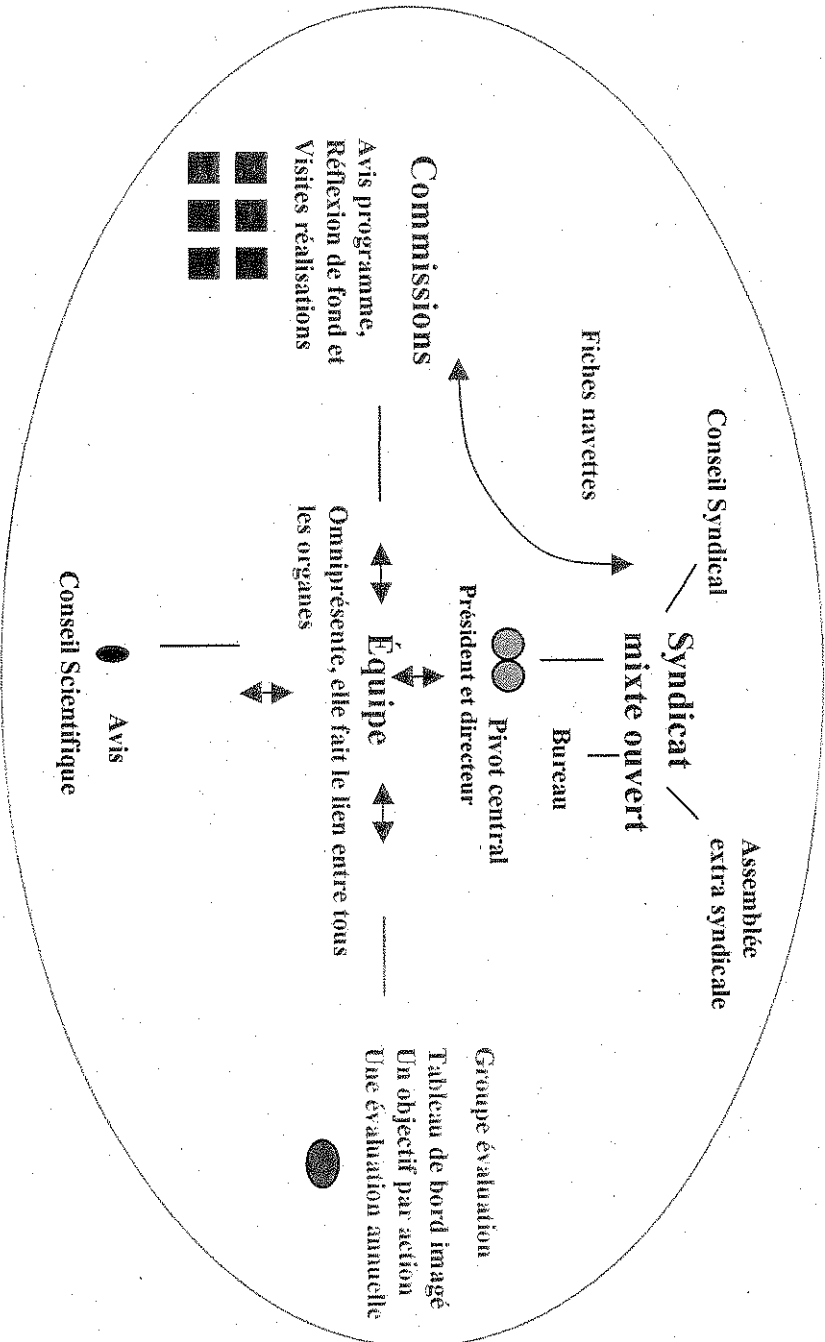 Conseil Syndical
Syndicat
mixte ouvert
Assemblée
extra syndicale
Bureau
Fiches navettes
Pivot central
Président et directeur
Commissions
Avis programme,
Réflexion de fond et
Visites réalisations
Équipe
Omniprésente, elle fait le lien entre tous
les organes
Groupe évaluation
Tableau de bord imagé
Un objectif par action
Une évaluation annuelle
Avis
Conseil Scientifique